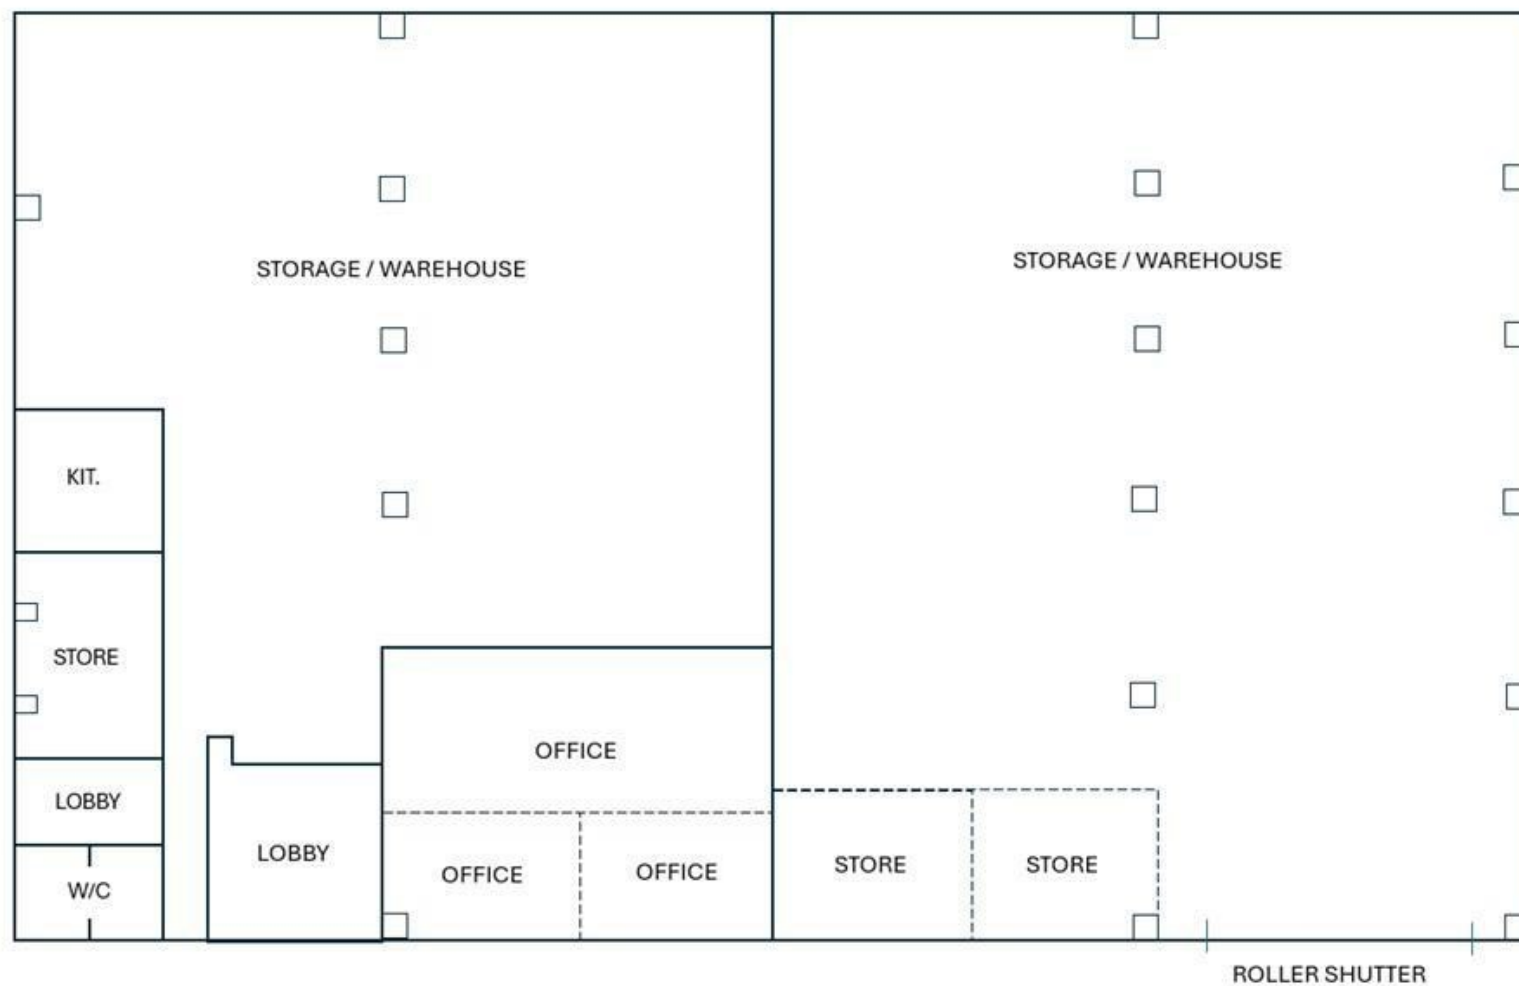 STORAGE / WAREHOUSE
STORAGE / WAREHOUSE
KIT.
STORE
OFFICE
LOBBY
LOBBY
OFFICE
OFFICE
STORE
STORE
W/C
ROLLER SHUTTER